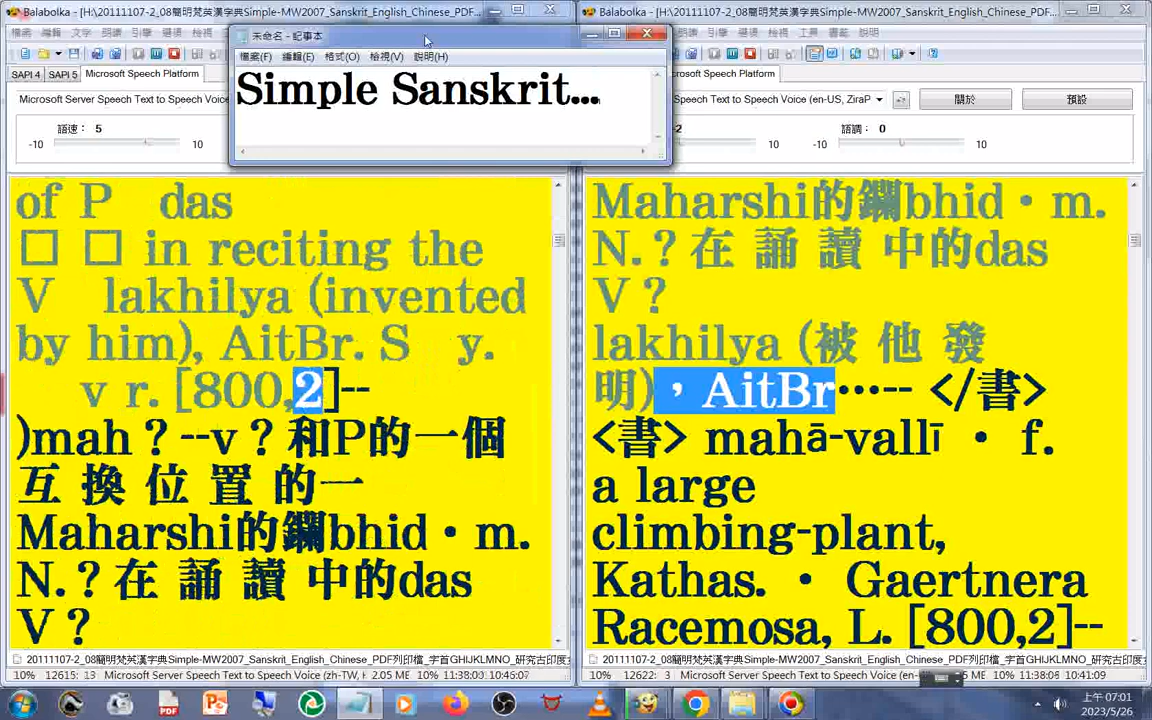 Balabolka - [H:\20111107-2_08簡明梵英漢字典Simple-MW2007_Sanskrit_English_Chinese_PDF...
Balabolka - [H:\20111107-2_08簡明梵英漢字典Simple-MW2007_Sanskrit_English_Chinese_PDF...
未命名 - 記事本
檔案(F) 編輯(E) 格式(O) 檢視(V) 說明(H)
Simple Sanskrit...
SAPI 4 SAPI 5 Microsoft Speech Platform
Microsoft Server Speech Text to Speech Voice
語速： 5
-10 10
Speech Text to Speech Voice (en-US, ZiraP
關於 預設
-2 語調： 0
10 -10 10
of P das
□ □ in reciting the
V lakhilya (invented
by him), AitBr. S y.
v r. [800,2]--
)mah？--v？和P的一個
互 換 位 置 的一
Maharshi的鑭bhid・m.
N.？在 誦 讀 中的das
V？
Maharshi的鑭bhid・m.
N.？在 誦 讀 中的das
V？
lakhilya (被 他 發
明)，AitBr…-- </書>
<書> mahā-vallī ・ f.
a large
climbing-plant,
Kathas. ・ Gaertnera
Racemosa, L. [800,2]--
20111107-2_08簡明梵英漢字典Simple-MW2007_Sanskrit_English_Chinese_PDF列印檔_字首GHIJKLMNO_研究古印度
20111107-2_08簡明梵英漢字典Simple-MW2007_Sanskrit_English_Chinese_PDF列印檔_字首GHIJKLMNO_研究古印度
10% 12615: 13 Microsoft Server Speech Text to Speech Voice (zh-TW, H 2.05 ME 10% 11:38:09 10:46:07
10% 12622: 3 Microsoft Server Speech Text to Speech Voice ME 10% 11:38:09 10:41:09
上午 07:01
2023/5/26